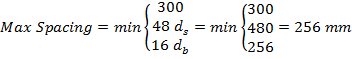 Max Spacing = min { 300 48 d_s 16 d_b = min { 300 480 256 = 256 mm